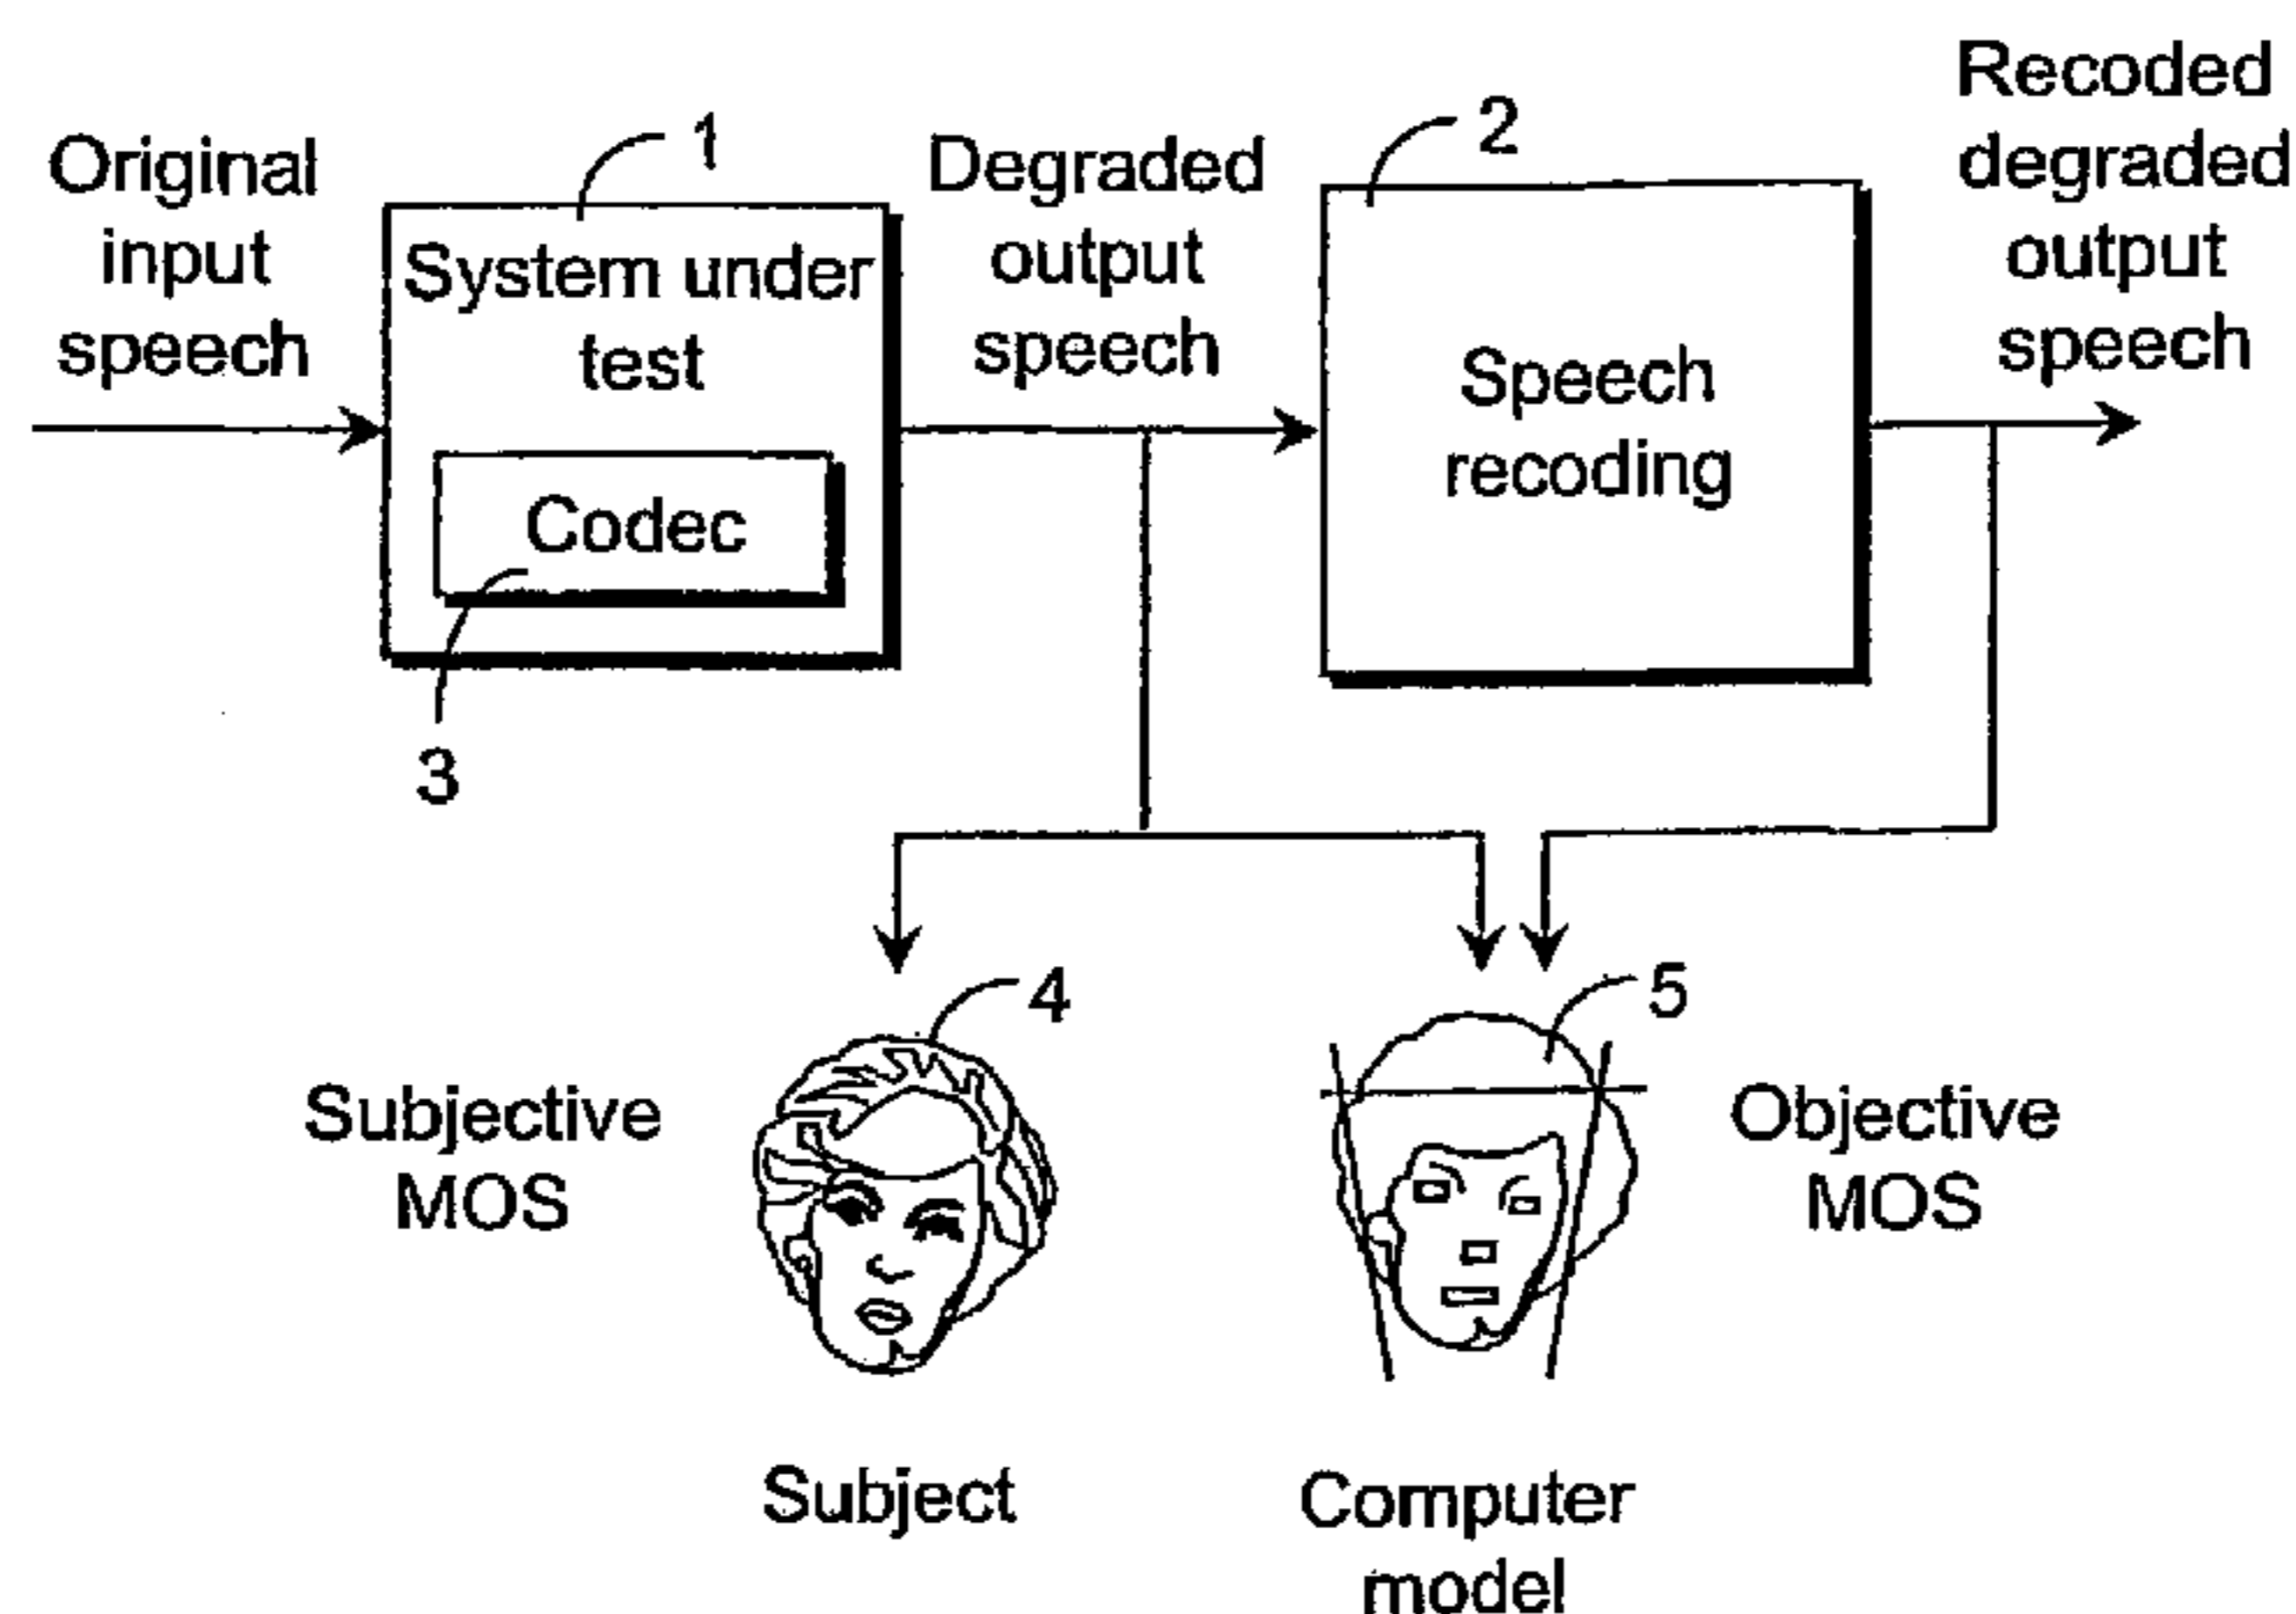 Original
input
speech
1
System under
test
Codec
3
Degraded
output
speech
2
Speech
recoding
Recoded
degraded
output
speech
4
5
Subjective
MOS
Objective
MOS
Subject
Computer
model